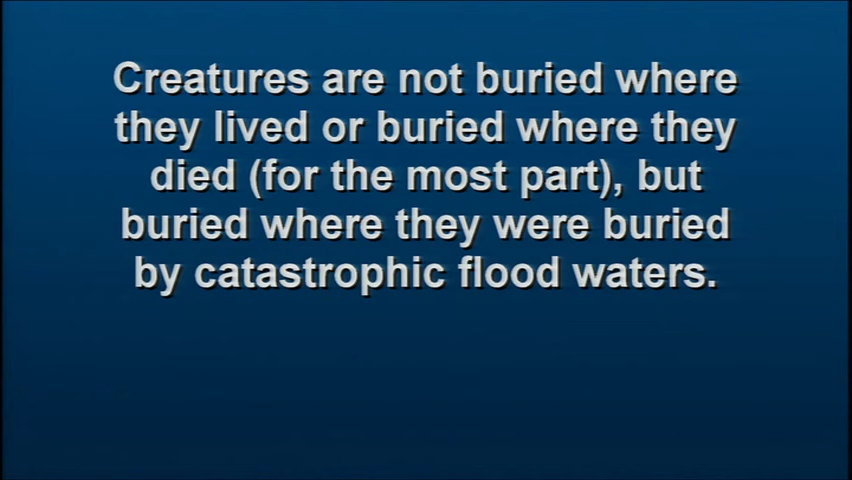 Creatures are not buried where
they lived or buried where they
died (for the most part), but
buried where they were buried
by catastrophic flood waters.